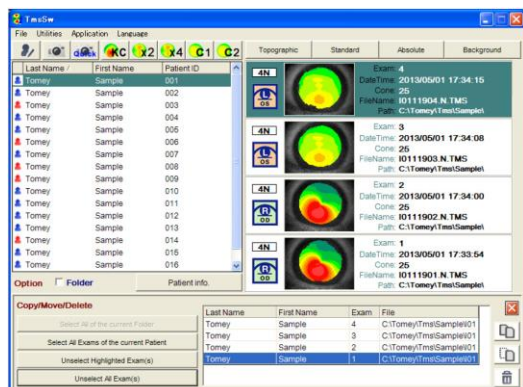 TmsSw
File Utilities Application Language
quick KC x2 x4 C1 C2
Topographic Standard Absolute Background
Last Name / First Name Patient ID
Tomey Sample 001
Tomey Sample 002
Tomey Sample 003
Tomey Sample 004
Tomey Sample 005
Tomey Sample 006
Tomey Sample 007
Tomey Sample 008
Tomey Sample 009
Tomey Sample 010
Tomey Sample 011
Tomey Sample 012
Tomey Sample 013
Tomey Sample 014
Tomey Sample 015
Tomey Sample 016
Option Folder Patient info.
4N
L
OS
Exam: 4
DateTime: 2013/05/01 17:34:15
Cone: 25
FileName: I0111904.N.TMS
Path: C:\Tomey\Tms\Sample\
4N
L
OS
Exam: 3
DateTime: 2013/05/01 17:34:08
Cone: 25
FileName: I0111903.N.TMS
Path: C:\Tomey\Tms\Sample\
4N
R
OD
Exam: 2
DateTime: 2013/05/01 17:34:00
Cone: 25
FileName: I0111902.N.TMS
Path: C:\Tomey\Tms\Sample\
4N
R
OD
Exam: 1
DateTime: 2013/05/01 17:33:54
Cone: 25
FileName: I0111901.N.TMS
Path: C:\Tomey\Tms\Sample\
Copy/Move/Delete
Select All of the current Folder
Select All Exams of the current Patient
Unselect Highlighted Exam(s)
Unselect All Exam(s)
Last Name First Name Exam File
Tomey Sample 4 C:\Tomey\Tms\Sample\I01
Tomey Sample 3 C:\Tomey\Tms\Sample\I01
Tomey Sample 2 C:\Tomey\Tms\Sample\I01
Tomey Sample 1 C:\Tomey\Tms\Sample\I01